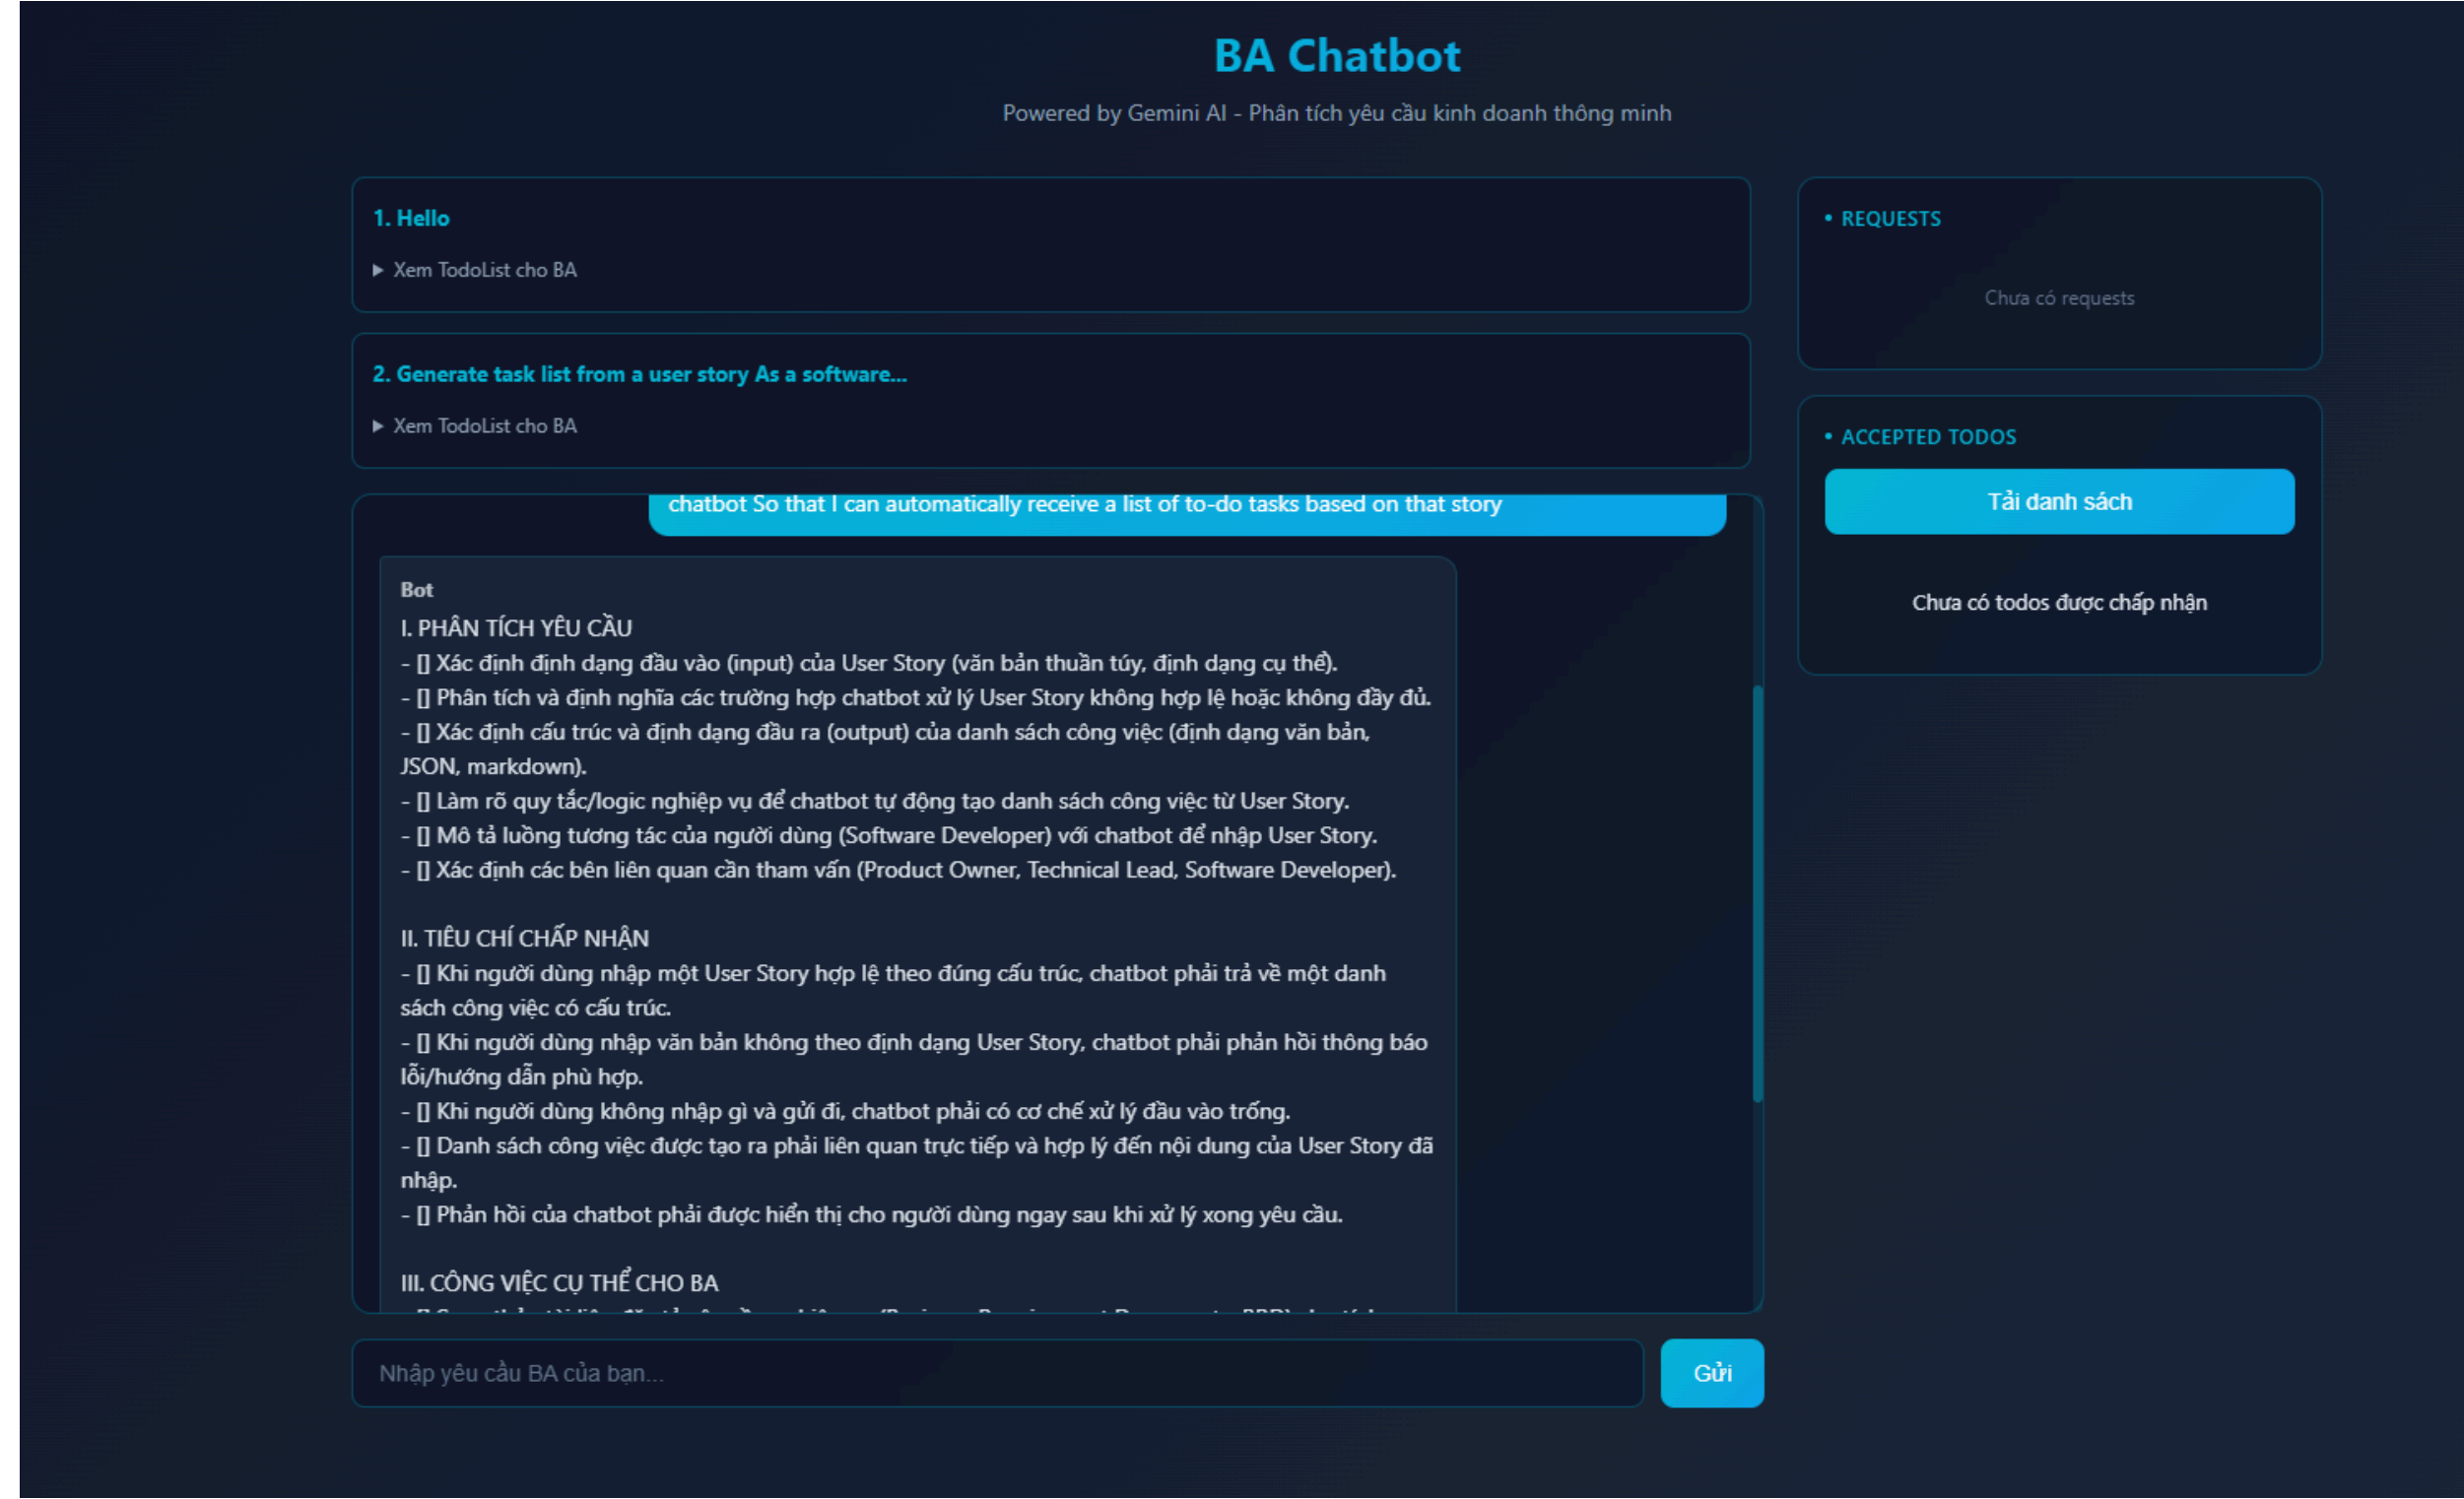 BA Chatbot
Powered by Gemini AI - Phân tích yêu cầu kinh doanh thông minh
1. Hello
▶ Xem TodoList cho BA
2. Generate task list from a user story As a software...
▶ Xem TodoList cho BA
chatbot So that I can automatically receive a list of to-do tasks based on that story
Bot
I. PHÂN TÍCH YÊU CẦU
- [] Xác định định dạng đầu vào (input) của User Story (văn bản thuần túy, định dạng cụ thể).
- [] Phân tích và định nghĩa các trường hợp chatbot xử lý User Story không hợp lệ hoặc không đầy đủ.
- [] Xác định cấu trúc và định dạng đầu ra (output) của danh sách công việc (định dạng văn bản,
JSON, markdown).
- [] Làm rõ quy tắc/logic nghiệp vụ để chatbot tự động tạo danh sách công việc từ User Story.
- [] Mô tả luồng tương tác của người dùng (Software Developer) với chatbot để nhập User Story.
- [] Xác định các bên liên quan cần tham vấn (Product Owner, Technical Lead, Software Developer).
II. TIÊU CHÍ CHẤP NHẬN
- [] Khi người dùng nhập một User Story hợp lệ theo đúng cấu trúc, chatbot phải trả về một danh
sách công việc có cấu trúc.
- [] Khi người dùng nhập văn bản không theo định dạng User Story, chatbot phải phản hồi thông báo
lỗi/hướng dẫn phù hợp.
- [] Khi người dùng không nhập gì và gửi đi, chatbot phải có cơ chế xử lý đầu vào trống.
- [] Danh sách công việc được tạo ra phải liên quan trực tiếp và hợp lý đến nội dung của User Story đã
nhập.
- [] Phản hồi của chatbot phải được hiển thị cho người dùng ngay sau khi xử lý xong yêu cầu.
III. CÔNG VIỆC CỤ THỂ CHO BA
Nhập yêu cầu BA của bạn...
Gửi
• REQUESTS
Chưa có requests
• ACCEPTED TODOS
Tải danh sách
Chưa có todos được chấp nhận